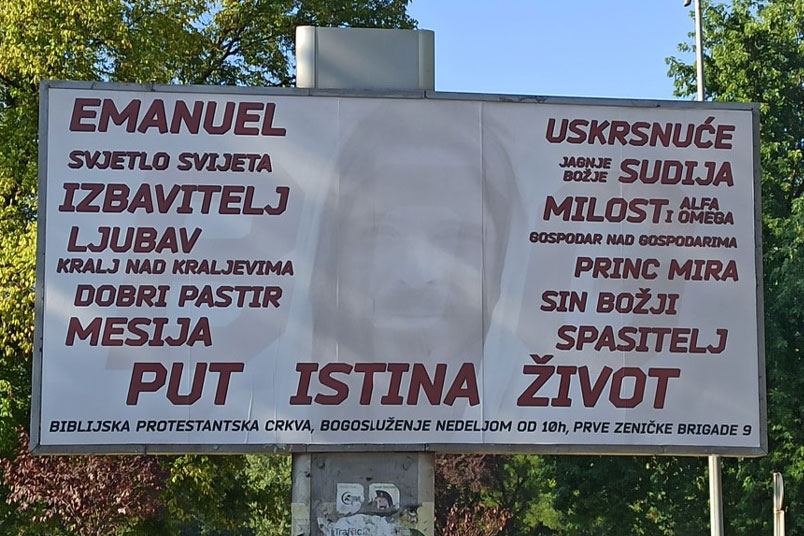 EMANUEL
SVJETLO SVIJETA
IZBAVITELJ
LJUBAV
KRALJ NAD KRALJEVIMA
DOBRI PASTIR
MESIJA
USKRSNUĆE
JAGNJE BOŽJE SUDIJA
MILOST ALFA I OMEGA
GOSPODAR NAD GOSPODARIMA
PRINC MIRA
SIN BOŽJI
SPASITELJ
PUT ISTINA ŽIVOT
BIBLIJSKA PROTESTANTSKA CRKVA, BOGOSLUŽENJE NEDELJOM OD 10h, PRVE ZENIČKE BRIGADE 9